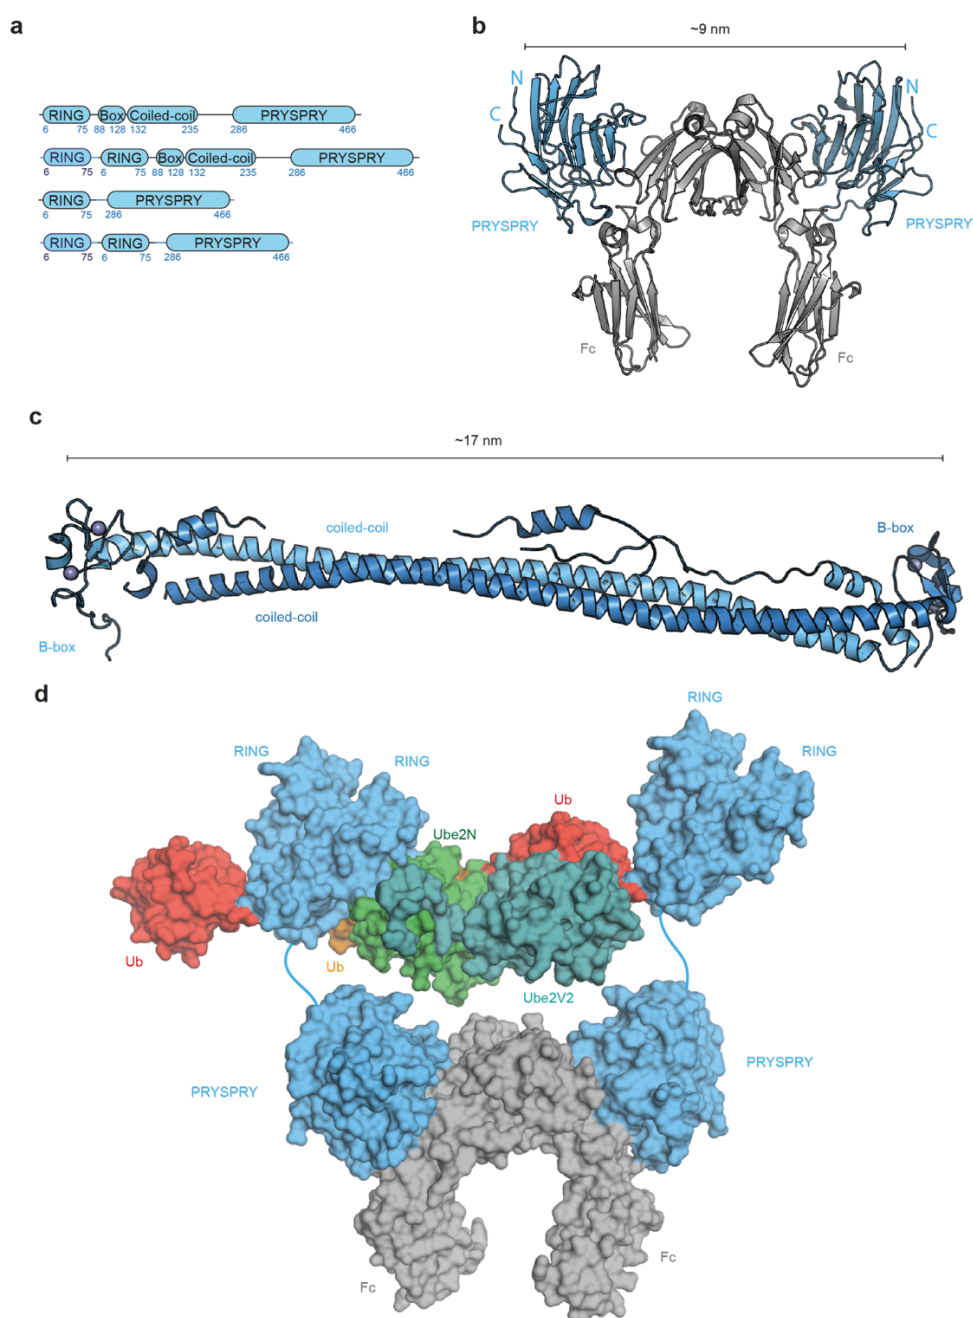 a
RING Box Coiled-coil PRYSPRY
6 75 88 128 132 235 286 466
RING RING Box Coiled-coil PRYSPRY
6 75 6 75 88 128 132 235 286 466
RING PRYSPRY
6 75 286 466
RING RING PRYSPRY
6 75 6 75 286 466
b
~9 nm
N N
C C
PRYSPRY PRYSPRY
Fc Fc
c
~17 nm
coiled-coil B-box
coiled-coil
B-box
d
RING
RING RING RING
Ub
Ube2N
Ub Ub
Ube2V2
PRYSPRY PRYSPRY
Fc Fc